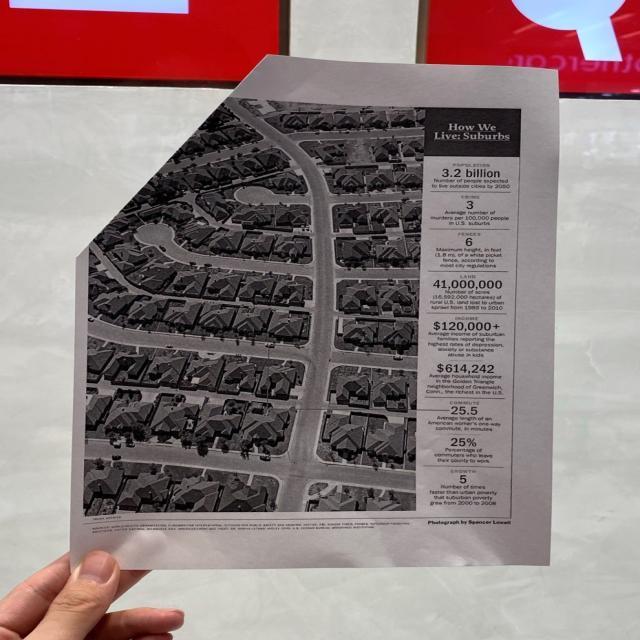 How We
Live: Suburbs
POPULATION
3.2 billion
Number of people expected
to live outside cities by 2050
CRIME
3
Average number of
murders per 100,000 people
in U.S. suburbs
FENCES
6
Maximum height, in feet
(1.8 m), of a white picket
fence, according to
most city regulations
LAND
41,000,000
Number of acres
(16,592,000 hectares) of
rural U.S. land lost to urban
sprawl from 1982 to 2010
INCOME
$120,000+
Average income of suburban
families reporting the
highest rates of depression,
anxiety or substance
abuse in kids
$614,242
Average household income
in the Golden Triangle
neighborhood of Greenwich,
Conn., the richest in the U.S.
COMMUTE
25.5
Average length of an
American worker's one-way
commute, in minutes
25%
Percentage of
commuters who leave
their county to work
GROWTH
5
Number of times
faster than urban poverty
that suburban poverty
grew from 2000 to 2008
Photograph by Spencer Lowell